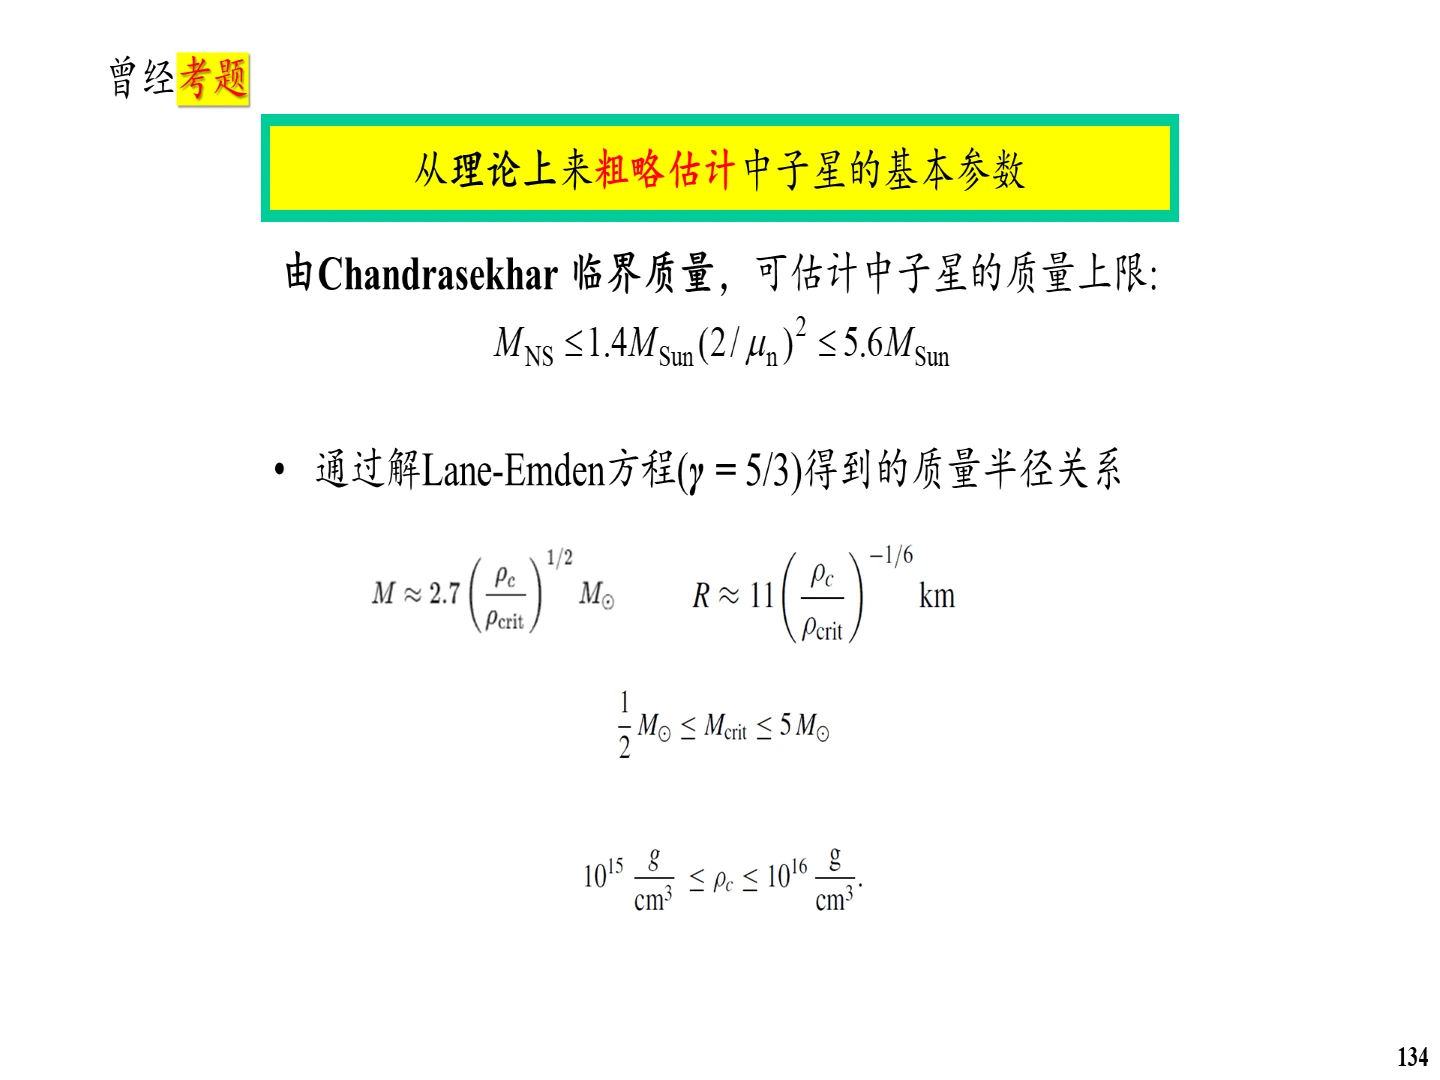 曾经考题
从理论上来粗略估计中子星的基本参数
由Chandrasekhar 临界质量，可估计中子星的质量上限:
M_NS ≤1.4M_Sun(2/μ_n)² ≤5.6M_Sun
• 通过解Lane-Emden方程(γ = 5/3)得到的质量半径关系
M ≈ 2.7(ρ_c/ρ_crit)^{1/2} M_⊙ R ≈ 11(ρ_c/ρ_crit)^{−1/6} km
1/2 M_⊙ ≤ M_crit ≤ 5 M_⊙
10^{15} g/cm³ ≤ ρ_c ≤ 10^{16} g/cm³.
134